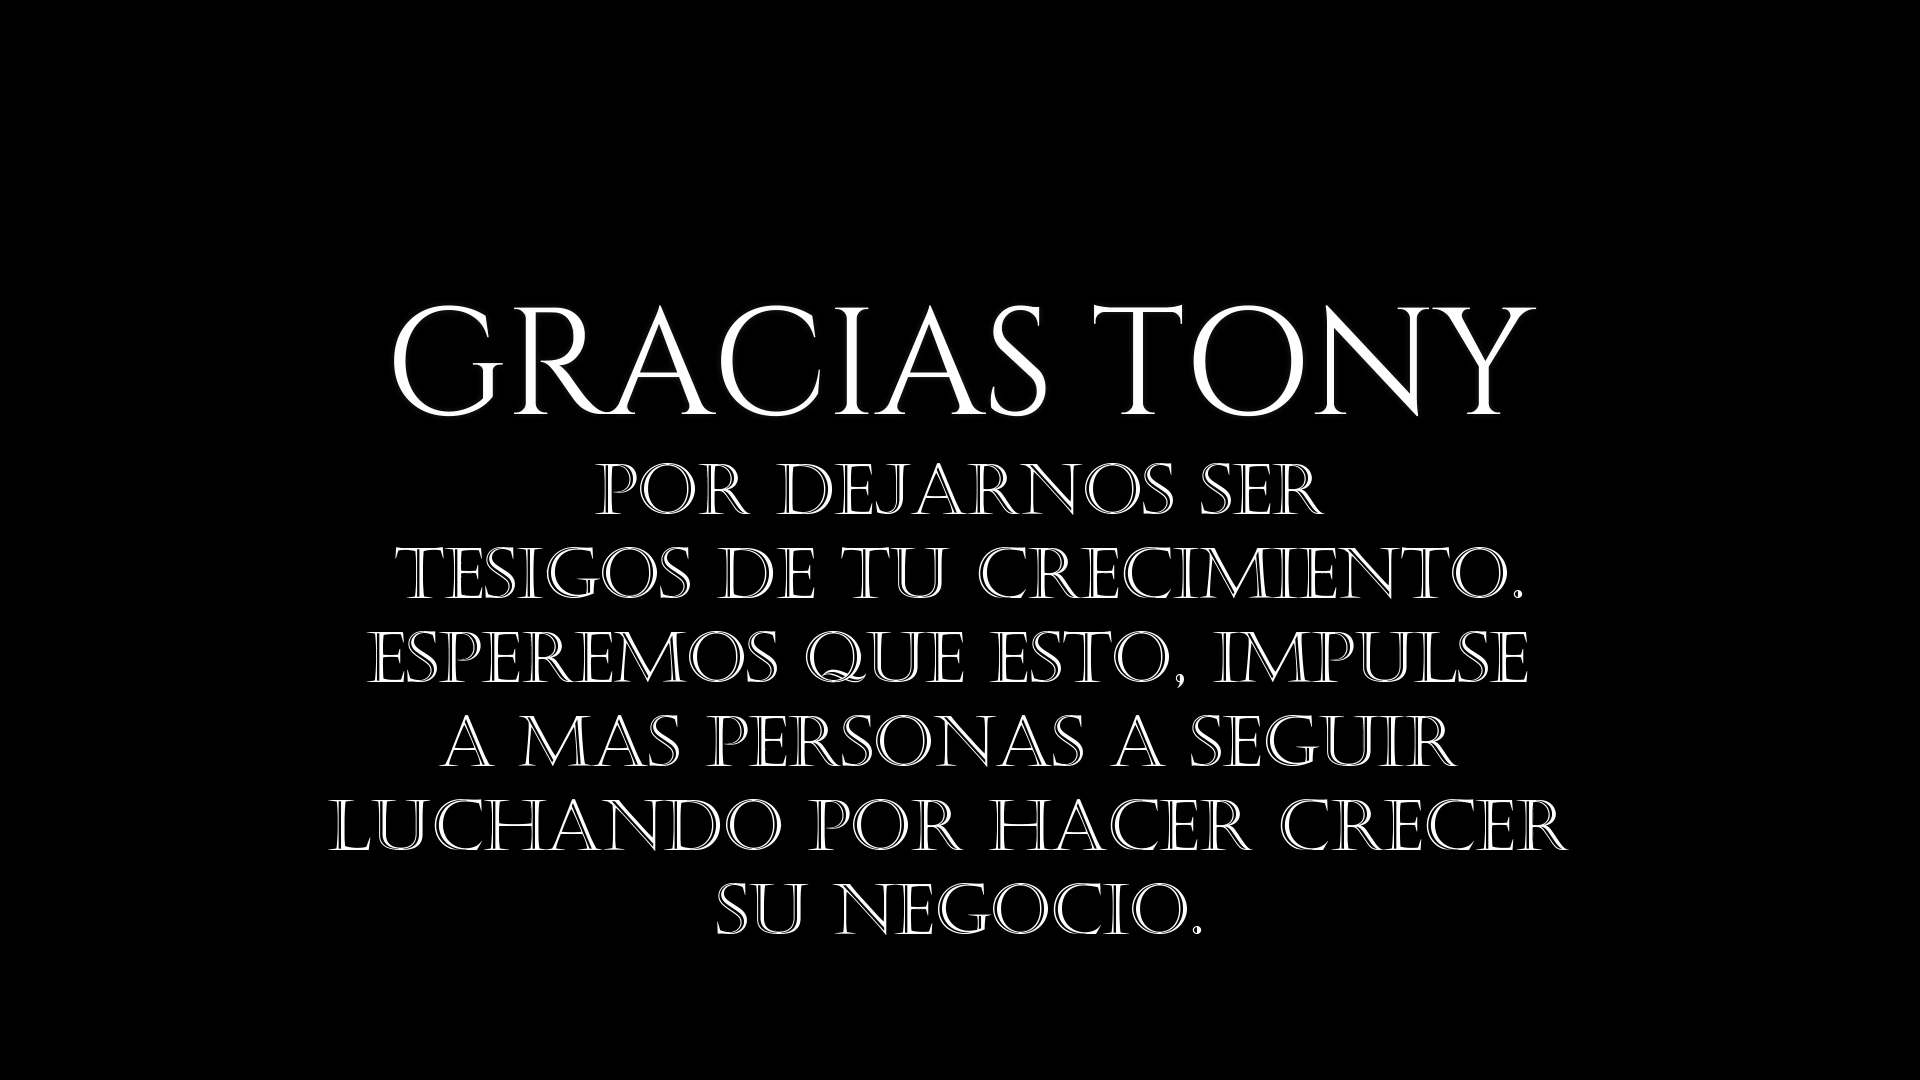 GRACIAS TONY
POR DEJARNOS SER
TESIGOS DE TU CRECIMIENTO.
ESPEREMOS QUE ESTO, IMPULSE
A MAS PERSONAS A SEGUIR
LUCHANDO POR HACER CRECER
SU NEGOCIO.